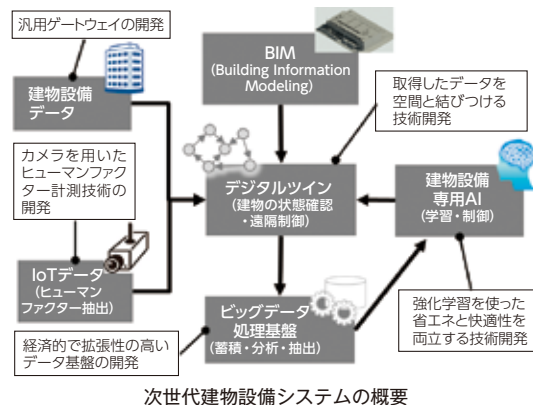 汎用ゲートウェイの開発
建物設備
データ
カメラを用いた
ヒューマンファク
ター計測技術の
開発
IoTデータ
(ヒューマン
ファクター抽出)
経済的で拡張性の高い
データ基盤の開発
BIM
(Building Information
Modeling)
取得したデータを
空間と結びつける
技術開発
デジタルツイン
(建物の状態確認
・遠隔制御)
建物設備
専用AI
(学習・制御)
ビッグデータ
処理基盤
(蓄積・分析・抽出)
強化学習を使った
省エネと快適性を
両立する技術開発
次世代建物設備システムの概要